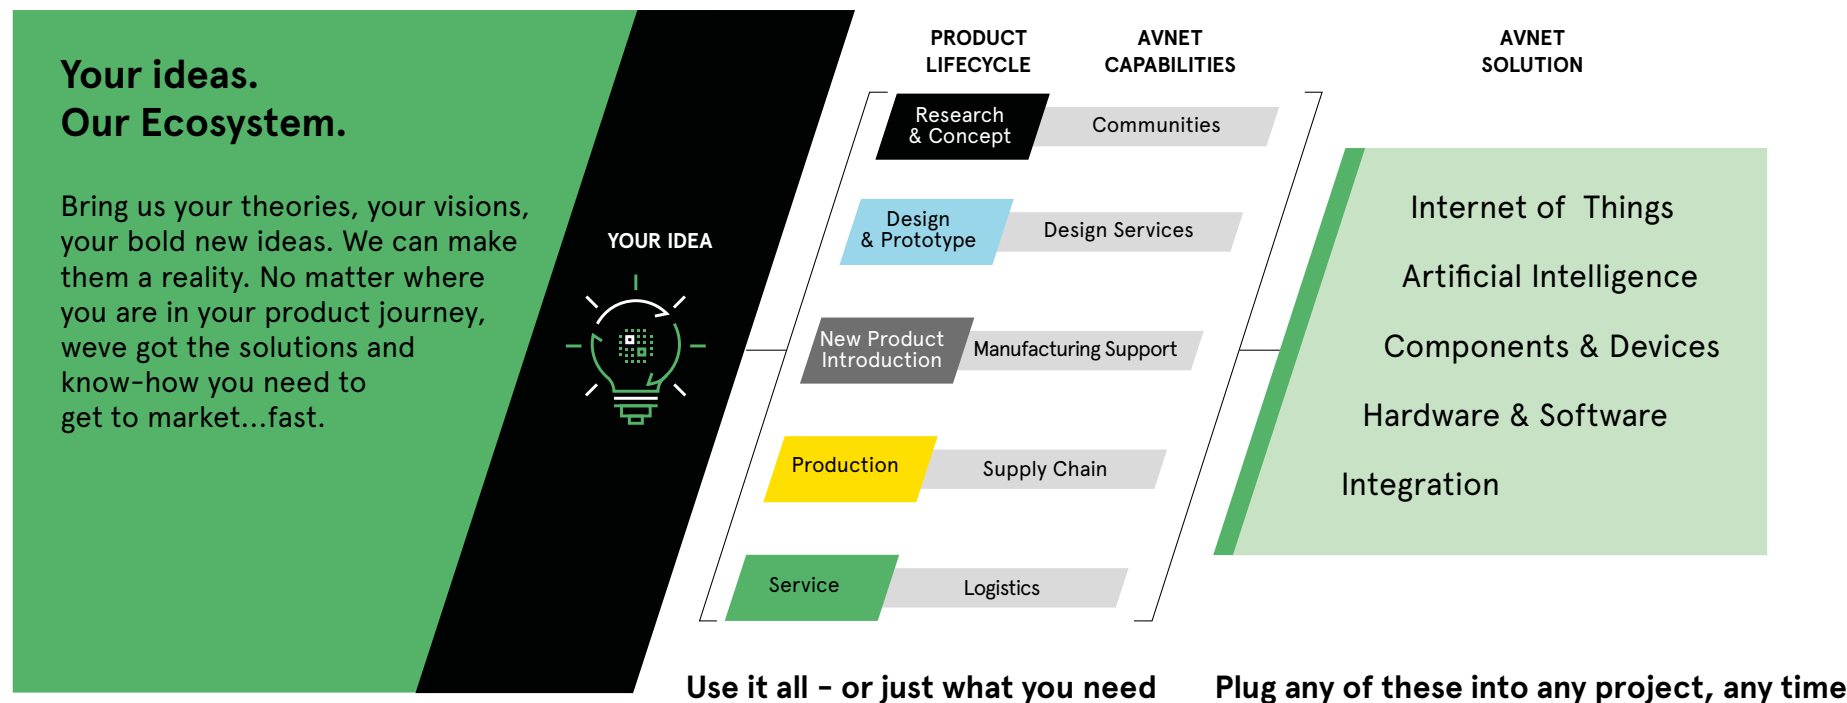 Your ideas.
Our Ecosystem.
Bring us your theories, your visions,
your bold new ideas. We can make
them a reality. No matter where
you are in your product journey,
weve got the solutions and
know-how you need to
get to market...fast.
YOUR IDEA
PRODUCT
LIFECYCLE
AVNET
CAPABILITIES
Research
& Concept
Communities
Design
& Prototype
Design Services
New Product
Introduction
Manufacturing Support
Production
Supply Chain
Service
Logistics
Use it all – or just what you need
AVNET
SOLUTION
Internet of Things
Artificial Intelligence
Components & Devices
Hardware & Software
Integration
Plug any of these into any project, any time